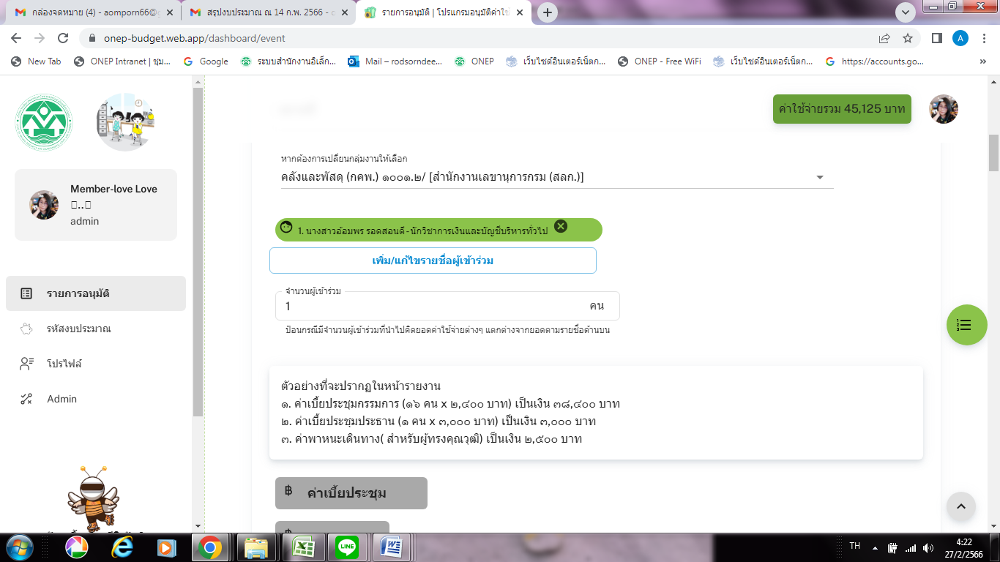 กล่องจดหมาย (4) - aomporn66@g
สรุปงบประมาณ ณ 14 ก.พ. 2566 - c
รายการอนุมัติ | โปรแกรมอนุมัติค่าใช้
onep-budget.web.app/dashboard/event
A
New Tab
ONEP Intranet | ชุม...
Google
ระบบสำนักงานอิเล็ก...
Mail – rodsorndee...
ONEP
เว็บไซต์อินเตอร์เน็ตก...
ONEP - Free WiFi
เว็บไซต์อินเตอร์เน็ตก...
https://accounts.go...
»
ค่าใช้จ่ายรวม 45,125 บาท
Member-love Love
admin
รายการอนุมัติ
รหัสงบประมาณ
โปรไฟล์
Admin
หากต้องการเปลี่ยนกลุ่มงานให้เลือก
คลังและพัสดุ (กคพ.) ๑๐๐๑.๒/ [สำนักงานเลขานุการกรม (สลก.)]
1. นางสาวอ้อมพร รอดสอนดี - นักวิชาการเงินและบัญชีบริหารทั่วไป
เพิ่ม/แก้ไขรายชื่อผู้เข้าร่วม
จำนวนผู้เข้าร่วม
1 คน
ป้อนกรณีมีจำนวนผู้เข้าร่วมที่นำไปคิดยอดค่าใช้จ่ายต่างๆ แตกต่างจากยอดตามรายชื่อด้านบน
ตัวอย่างที่จะปรากฏในหน้ารายงาน
๑. ค่าเบี้ยประชุมกรรมการ (๑๖ คน x ๒,๔๐๐ บาท) เป็นเงิน ๓๘,๔๐๐ บาท
๒. ค่าเบี้ยประชุมประธาน (๑ คน x ๓,๐๐๐ บาท) เป็นเงิน ๓,๐๐๐ บาท
๓. ค่าพาหนะเดินทาง( สำหรับผู้ทรงคุณวุฒิ) เป็นเงิน ๒,๕๐๐ บาท
฿ ค่าเบี้ยประชุม
TH
4:22
27/2/2566